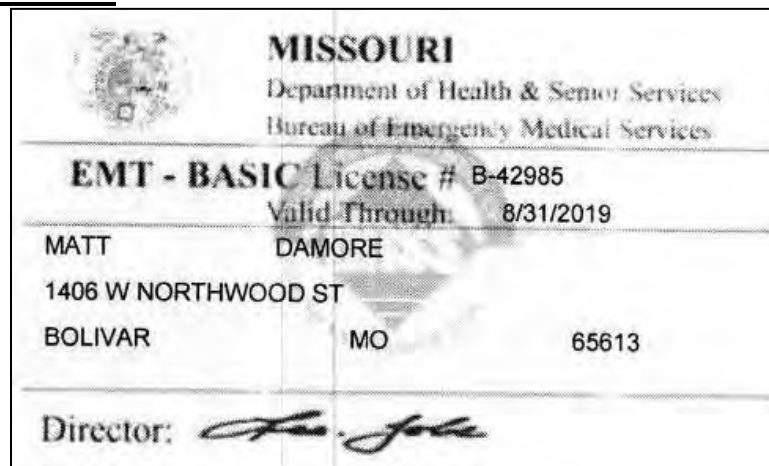 MISSOURI
Department of Health & Senior Services
Bureau of Emergency Medical Services
EMT - BASIC License # B-42985
Valid Through: 8/31/2019
MATT DAMORE
1406 W NORTHWOOD ST
BOLIVAR MO 65613
Director: